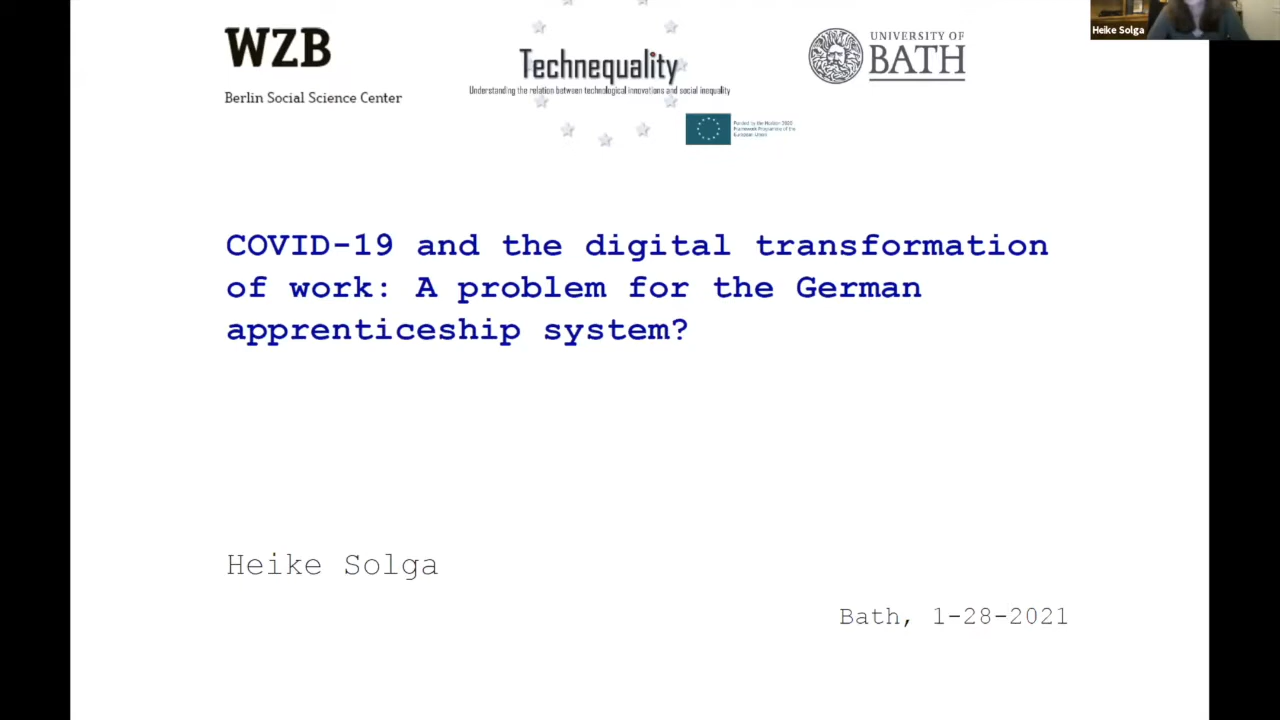 Heike Solga
WZB
Berlin Social Science Center
Technequality
Understanding the relation between technological innovations and social inequality
Funded by the Horizon 2020
Framework Programme of the
European Union
UNIVERSITY OF
BATH
COVID-19 and the digital transformation
of work: A problem for the German
apprenticeship system?
Heike Solga
Bath, 1-28-2021